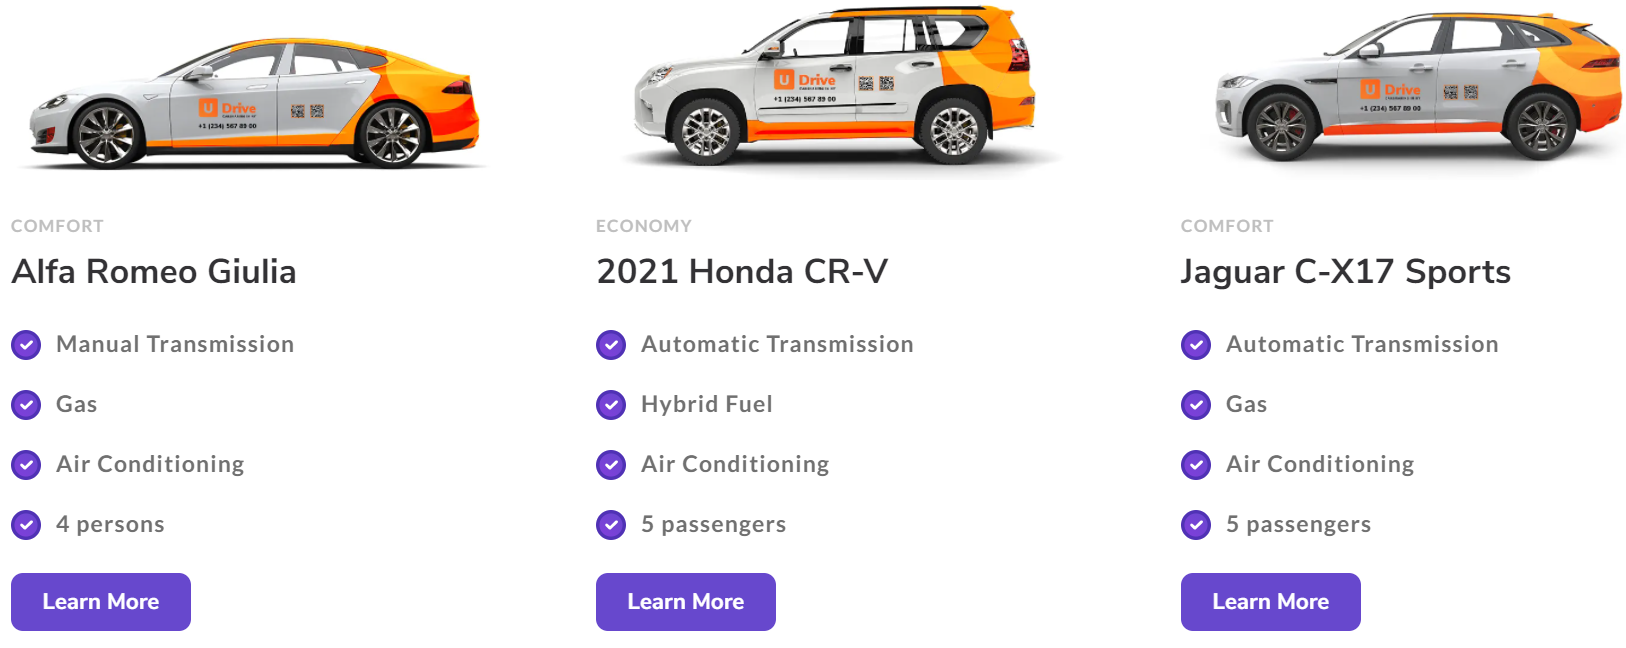 U Drive
+1 (234) 567 89 00
U Drive
+1 (234) 567 89 00
U Drive
+1 (234) 567 89 00
COMFORT
Alfa Romeo Giulia
Manual Transmission
Gas
Air Conditioning
4 persons
Learn More
ECONOMY
2021 Honda CR-V
Automatic Transmission
Hybrid Fuel
Air Conditioning
5 passengers
Learn More
COMFORT
Jaguar C-X17 Sports
Automatic Transmission
Gas
Air Conditioning
5 passengers
Learn More